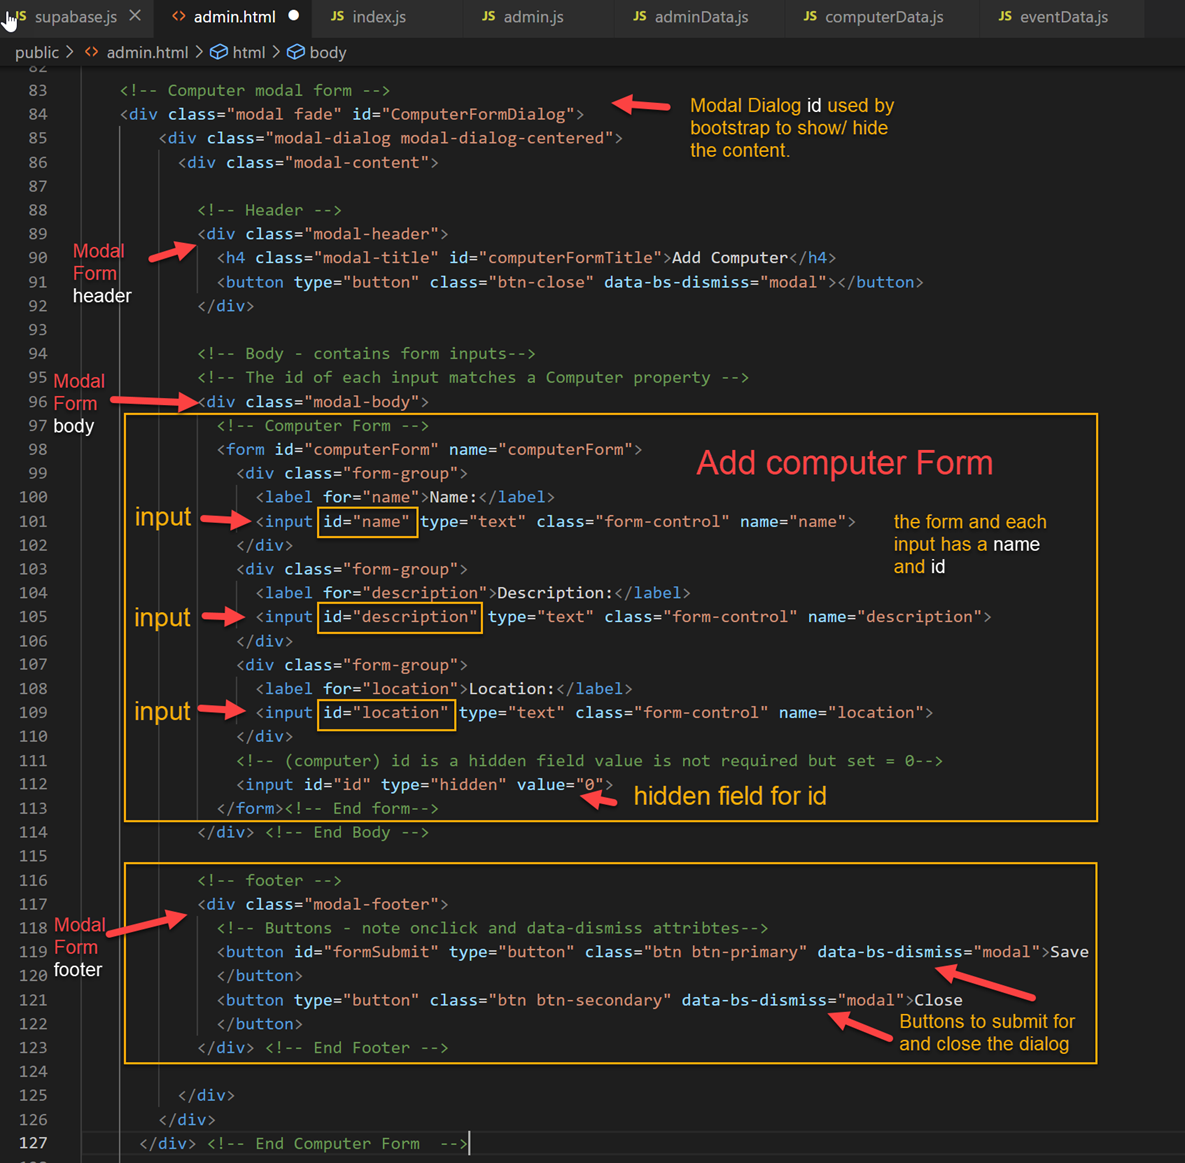 JS supabase.js
<> admin.html
JS index.js
JS admin.js
JS adminData.js
JS computerData.js
JS eventData.js
public > <> admin.html > html > body
82
83 <!-- Computer modal form -->
84 <div class="modal fade" id="ComputerFormDialog">
Modal Dialog id used by
bootstrap to show/ hide
the content.
85 <div class="modal-dialog modal-dialog-centered">
86 <div class="modal-content">
87
88 <!-- Header -->
89 <div class="modal-header">
Modal
Form
header
90 <h4 class="modal-title" id="computerFormTitle">Add Computer</h4>
91 <button type="button" class="btn-close" data-bs-dismiss="modal"></button>
92 </div>
93
94 <!-- Body - contains form inputs-->
95 <!-- The id of each input matches a Computer property -->
Modal
Form
body
96 <div class="modal-body">
97 <!-- Computer Form -->
98 <form id="computerForm" name="computerForm">
Add computer Form
99 <div class="form-group">
100 <label for="name">Name:</label>
input
101 <input id="name" type="text" class="form-control" name="name">
the form and each
input has a name
and id
102 </div>
103 <div class="form-group">
104 <label for="description">Description:</label>
input
105 <input id="description" type="text" class="form-control" name="description">
106 </div>
107 <div class="form-group">
108 <label for="location">Location:</label>
input
109 <input id="location" type="text" class="form-control" name="location">
110 </div>
111 <!-- (computer) id is a hidden field value is not required but set = 0-->
112 <input id="id" type="hidden" value="0">
hidden field for id
113 </form><!-- End form-->
114 </div> <!-- End Body -->
115
116 <!-- footer -->
117 <div class="modal-footer">
Modal
Form
footer
118 <!-- Buttons - note onclick and data-dismiss attribtes-->
119 <button id="formSubmit" type="button" class="btn btn-primary" data-bs-dismiss="modal">Save
120 </button>
121 <button type="button" class="btn btn-secondary" data-bs-dismiss="modal">Close
122 </button>
Buttons to submit for
and close the dialog
123 </div> <!-- End Footer -->
124
125 </div>
126 </div>
127 </div> <!-- End Computer Form  -->